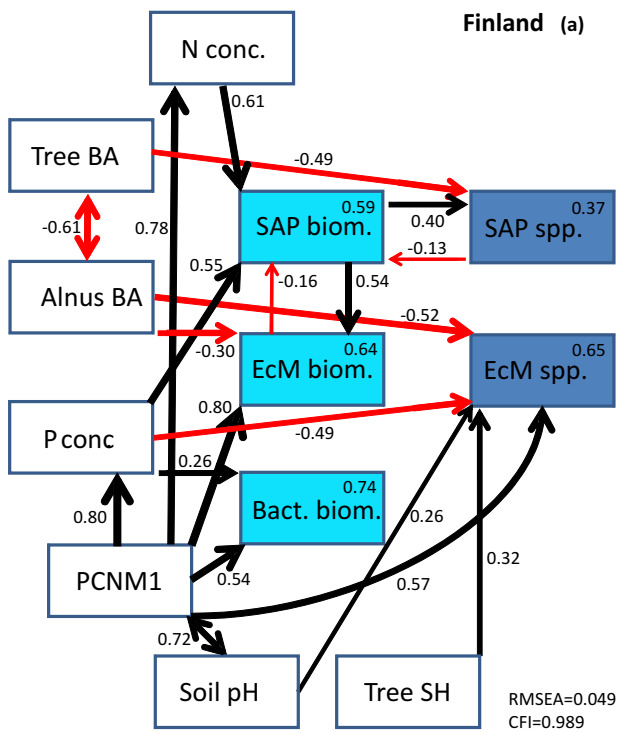 Finland (a)
N conc.
0.61
Tree BA
-0.49
0.59
0.37
SAP biom.
SAP spp.
0.40
-0.61
0.78
-0.13
0.55
-0.16
0.54
Alnus BA
-0.52
-0.30
0.64
0.65
EcM biom.
EcM spp.
0.80
P conc
-0.49
0.26
0.74
Bact. biom.
0.80
0.26
0.32
PCNM1
0.54
0.57
0.72
Soil pH
Tree SH
RMSEA=0.049
CFI=0.989